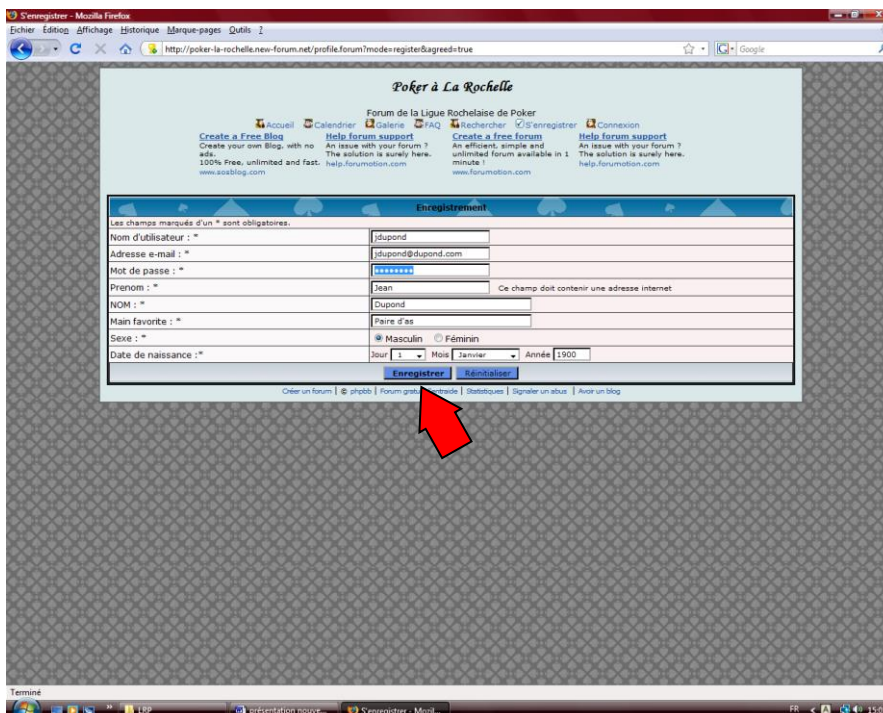 S'enregistrer - Mozilla Firefox
Fichier Edition Affichage Historique Marque-pages Outils ?
http://poker-la-rochelle.new-forum.net/profile.forum?mode=register&agreed=true
Google
Poker à La Rochelle
Forum de la Ligue Rochelaise de Poker
Accueil Calendrier Galerie FAQ Rechercher S'enregistrer Connexion
Create a Free Blog Help forum support Create a free forum Help forum support
Create your own Blog, with no An issue with your forum ? An efficient, simple and An issue with your forum ?
ads. The solution is surely here. unlimited forum available in 1 The solution is surely here.
100% Free, unlimited and fast. help.forumotion.com minute ! help.forumotion.com
www.sosblog.com www.forumotion.com
Enregistrement
Les champs marqués d'un * sont obligatoires.
Nom d'utilisateur : * jdupond
Adresse e-mail : * jdupond@dupond.com
Mot de passe : * ••••••••
Prenom : * Jean Ce champ doit contenir une adresse internet
NOM : * Dupond
Main favorite : * Paire d'as
Sexe : * Masculin Féminin
Date de naissance :* Jour 1 Mois Janvier Année 1900
Enregistrer Réinitialiser
Créer un forum | © phpbb | Forum gratuit | Statistiques | Signaler un abus | Avoir un blog
Terminé
LRP présentation nouve... S'enregistrer - Mozil... FR